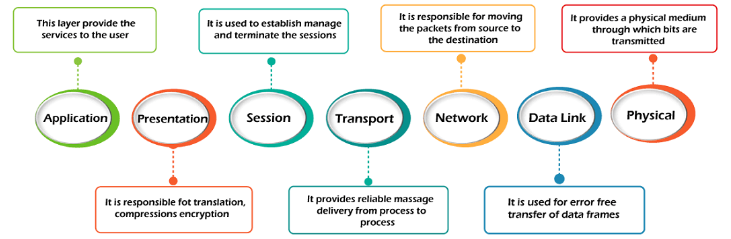 This layer provide the
services to the user
It is used to establish manage
and terminate the sessions
It is responsible for moving
the packets from source to
the destination
It provides a physical medium
through which bits are
transmitted
Application
Presentation
Session
Transport
Network
Data Link
Physical
It is responsible fot translation,
compressions encryption
It provides reliable massage
delivery from process to
process
It is used for error free
transfer of data frames